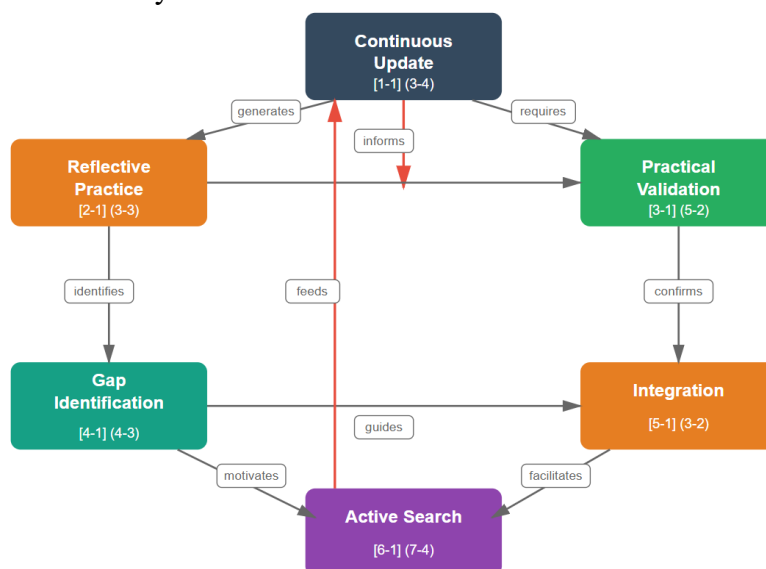 Continuous
Update
[1-1] (3-4)
generates
requires
informs
Reflective
Practice
[2-1] (3-3)
Practical
Validation
[3-1] (5-2)
identifies
feeds
confirms
Gap
Identification
[4-1] (4-3)
Integration
[5-1] (3-2)
guides
motivates
facilitates
Active Search
[6-1] (7-4)